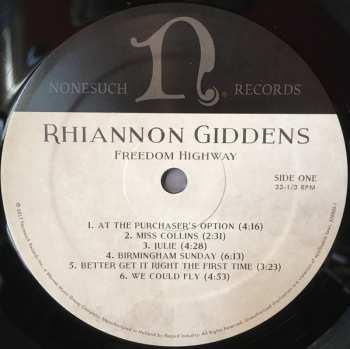 NONESUCH RECORDS
RHIANNON GIDDENS
FREEDOM HIGHWAY
SIDE ONE
33-1/3 RPM
1. AT THE PURCHASER'S OPTION (4:16)
2. MISS COLLINS (2:31)
3. JULIE (4:28)
4. BIRMINGHAM SUNDAY (6:13)
5. BETTER GET IT RIGHT THE FIRST TIME (3:23)
6. WE COULD FLY (4:53)